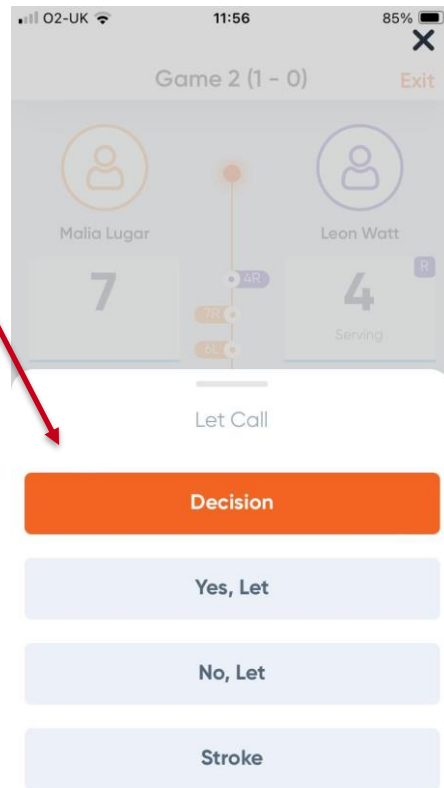 O2-UK 11:56 85%
Game 2 (1 - 0) Exit
Malia Lugar Leon Watt
7 4R 4 R
7R Serving
6L
Let Call
Decision
Yes, Let
No, Let
Stroke